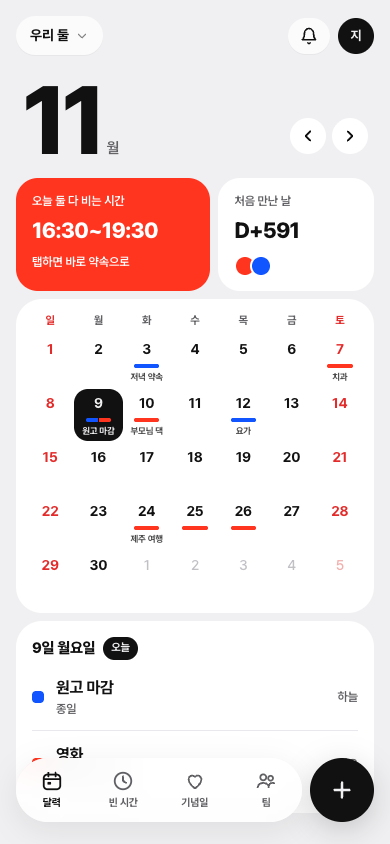 우리 둘
지
11월
오늘 둘 다 비는 시간
16:30~19:30
탭하면 바로 약속으로
처음 만난 날
D+591
일 월 화 수 목 금 토
1 2 3 4 5 6 7
저녁 약속 치과
8 9 10 11 12 13 14
원고 마감 부모님 댁 요가
15 16 17 18 19 20 21
22 23 24 25 26 27 28
제주 여행
29 30 1 2 3 4 5
9일 월요일 오늘
원고 마감
종일
하늘
영화
달력 빈 시간 기념일 팀